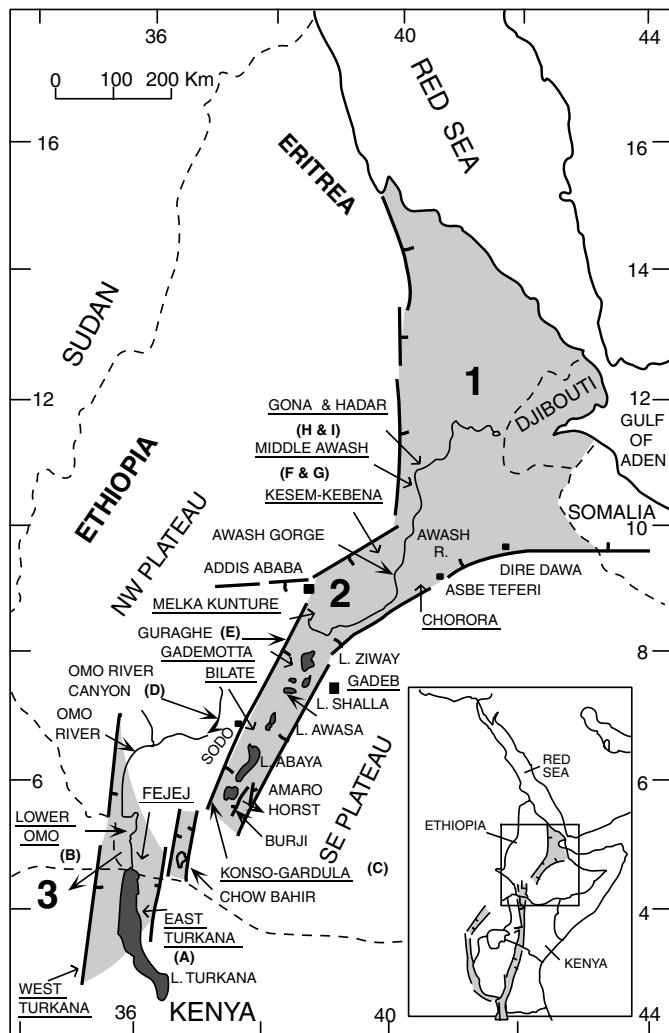 36
40
44
0 100 200 Km
RED SEA
16
16
ERITREA
14
14
SUDAN
1
12
12
DJIBOUTI
GONA & HADAR
(H & I)
MIDDLE AWASH
(F & G)
KESEM-KEBENA
GULF
OF
ADEN
ETHIOPIA
SOMALIA
10
10
NW PLATEAU
AWASH GORGE
AWASH
R.
ADDIS ABABA
DIRE DAWA
2
ASBE TEFERI
MELKA KUNTURE
CHORORA
GURAGHE (E)
GADEMOTTA
BILATE
8
8
L. ZIWAY
GADEB
L. SHALLA
OMO RIVER
CANYON (D)
OMO
RIVER
SODO
L. AWASA
L. ABAYA
SE PLATEAU
6
6
FEJEJ
AMARO
HORST
BURJI
LOWER
OMO
(B)
KONSO-GARDULA (C)
CHOW BAHIR
3
4
4
EAST
TURKANA
(A)
L. TURKANA
WEST
TURKANA
36
KENYA
40
44
RED
SEA
ETHIOPIA
KENYA